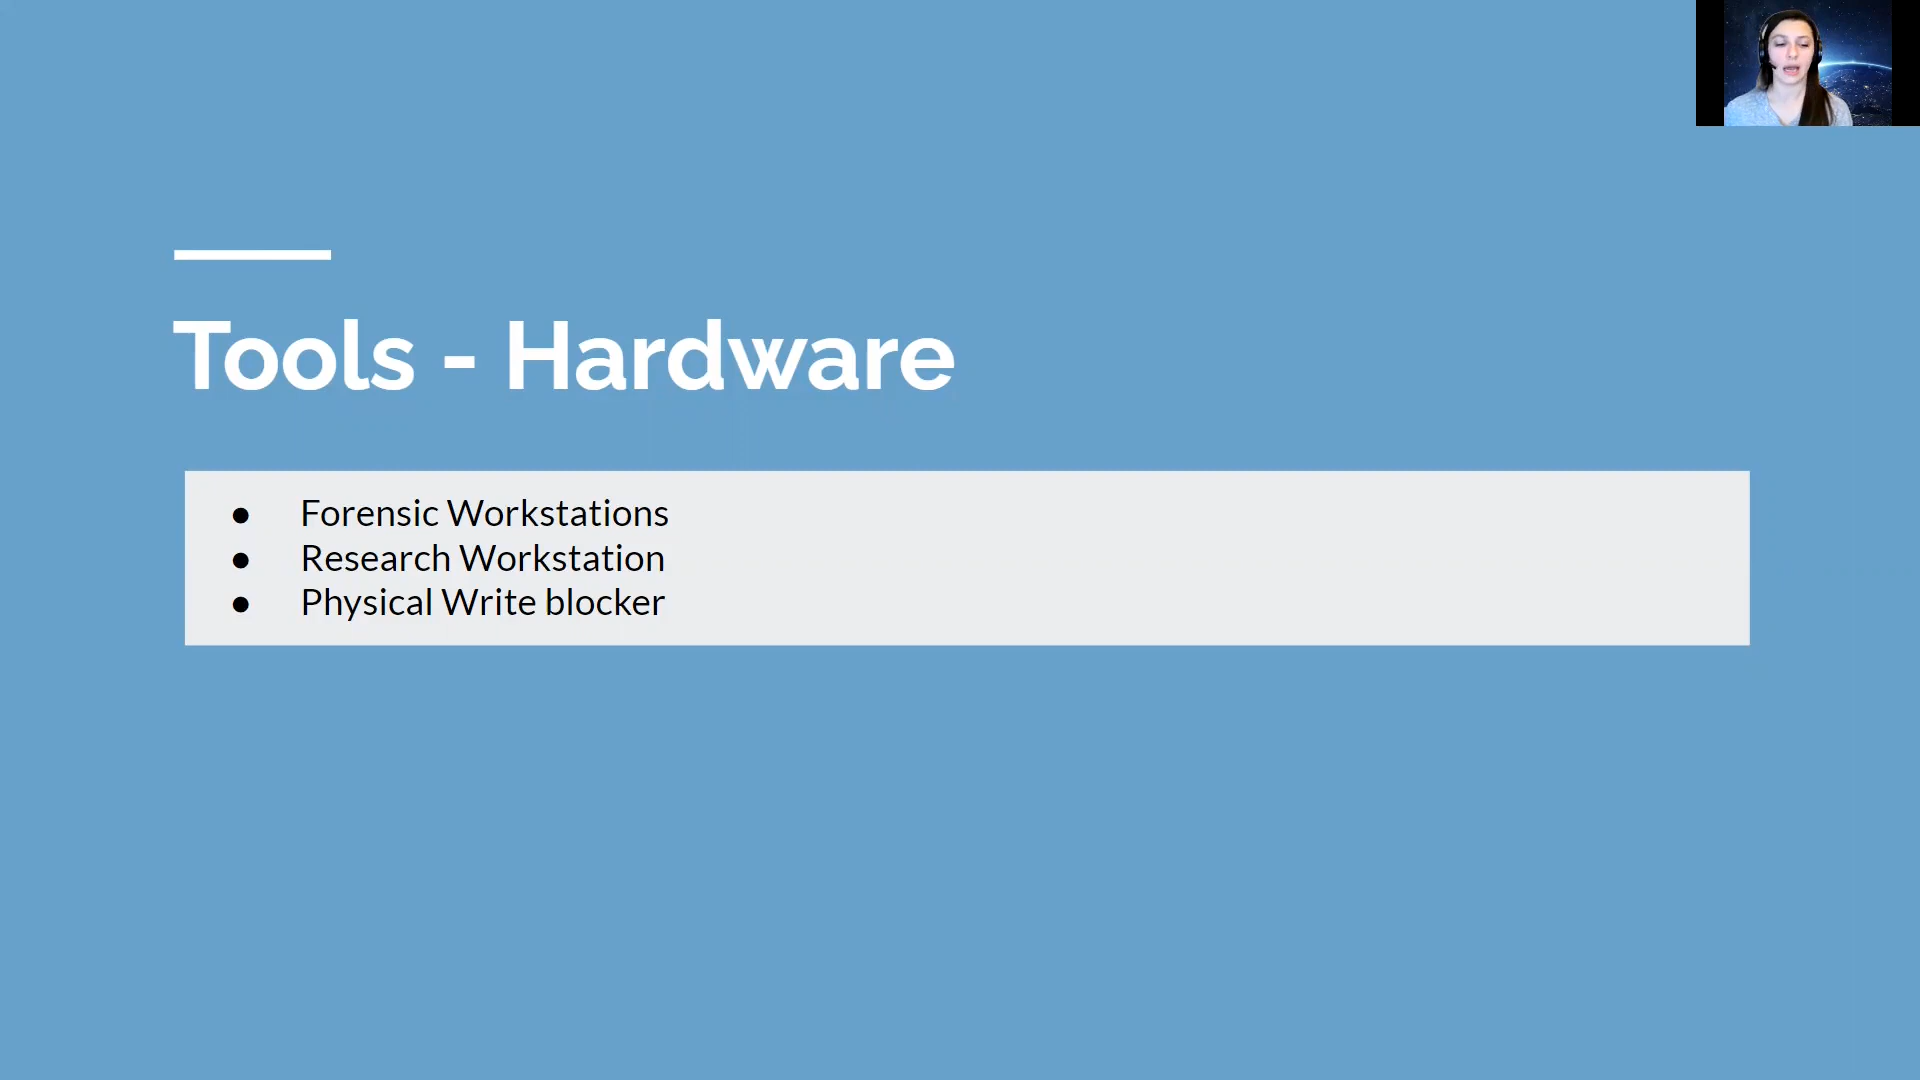 Tools - Hardware
● Forensic Workstations
● Research Workstation
● Physical Write blocker